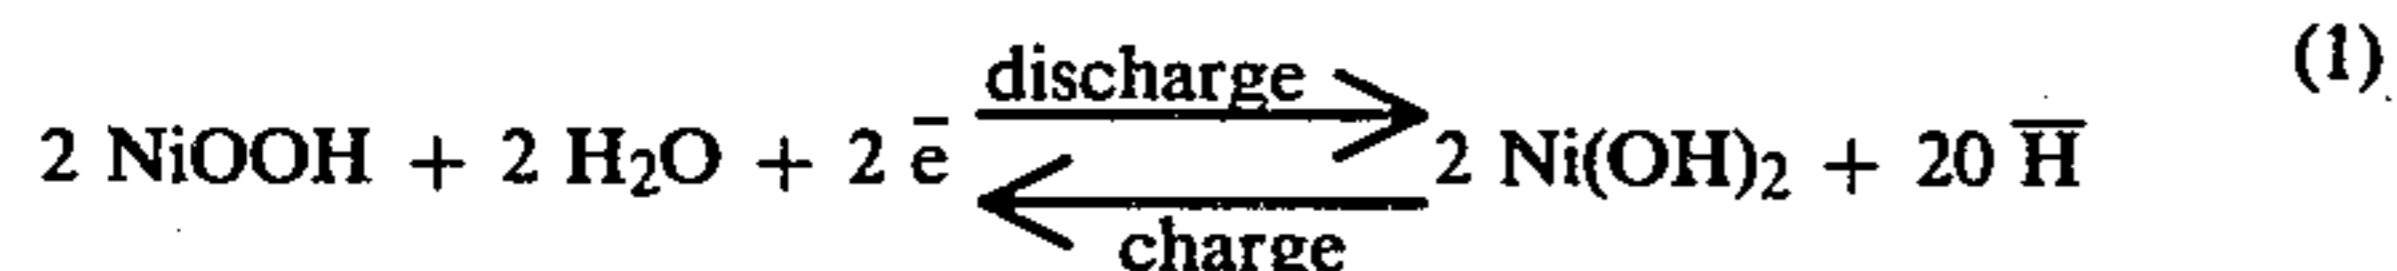 (1)
discharge
2 NiOOH + 2 H₂O + 2 e̅ 2 Ni(OH)₂ + 20 H̅
charge